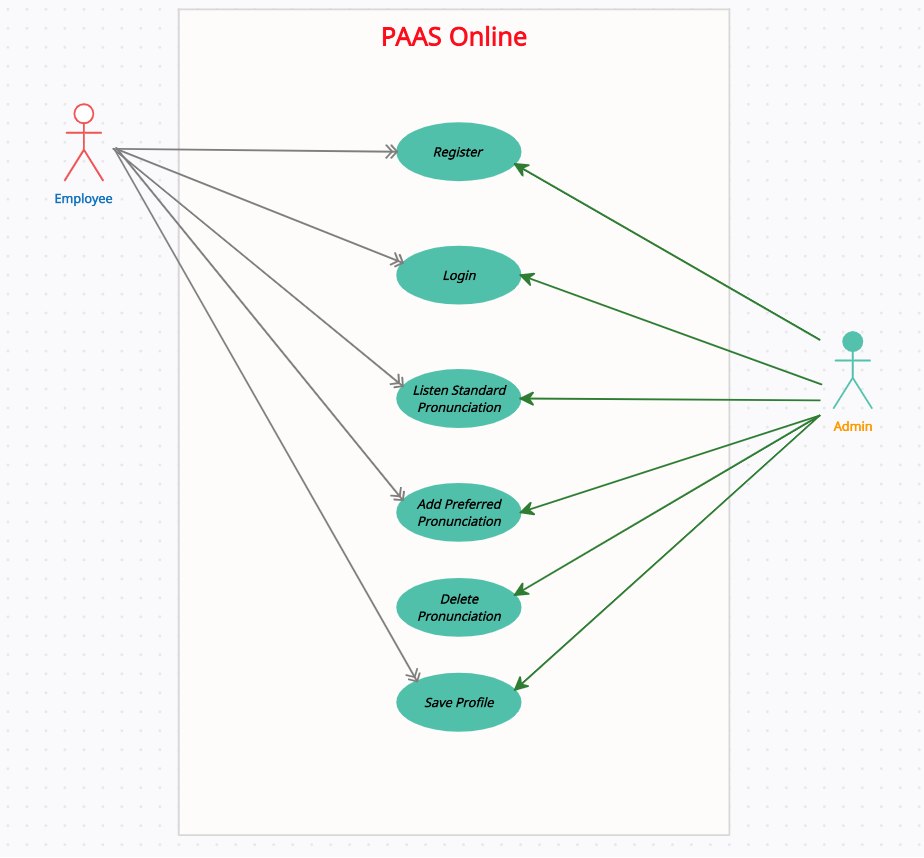 PAAS Online
Employee
Register
Login
Listen Standard
Pronunciation
Admin
Add Preferred
Pronunciation
Delete
Pronunciation
Save Profile